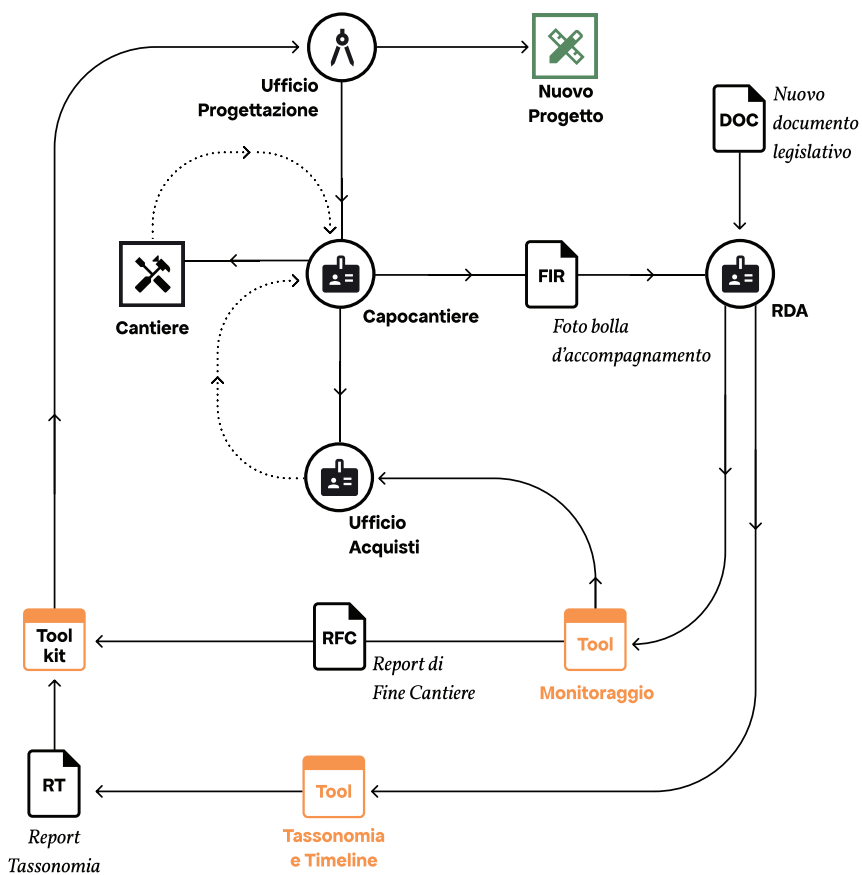 Ufficio
Progettazione
Nuovo
Progetto
DOC
Nuovo
documento
legislativo
Cantiere
Capocantiere
FIR
Foto bolla
d'accompagnamento
RDA
Ufficio
Acquisti
Tool
kit
RFC
Report di
Fine Cantiere
Tool
Monitoraggio
RT
Report
Tassonomia
Tool
Tassonomia
e Timeline